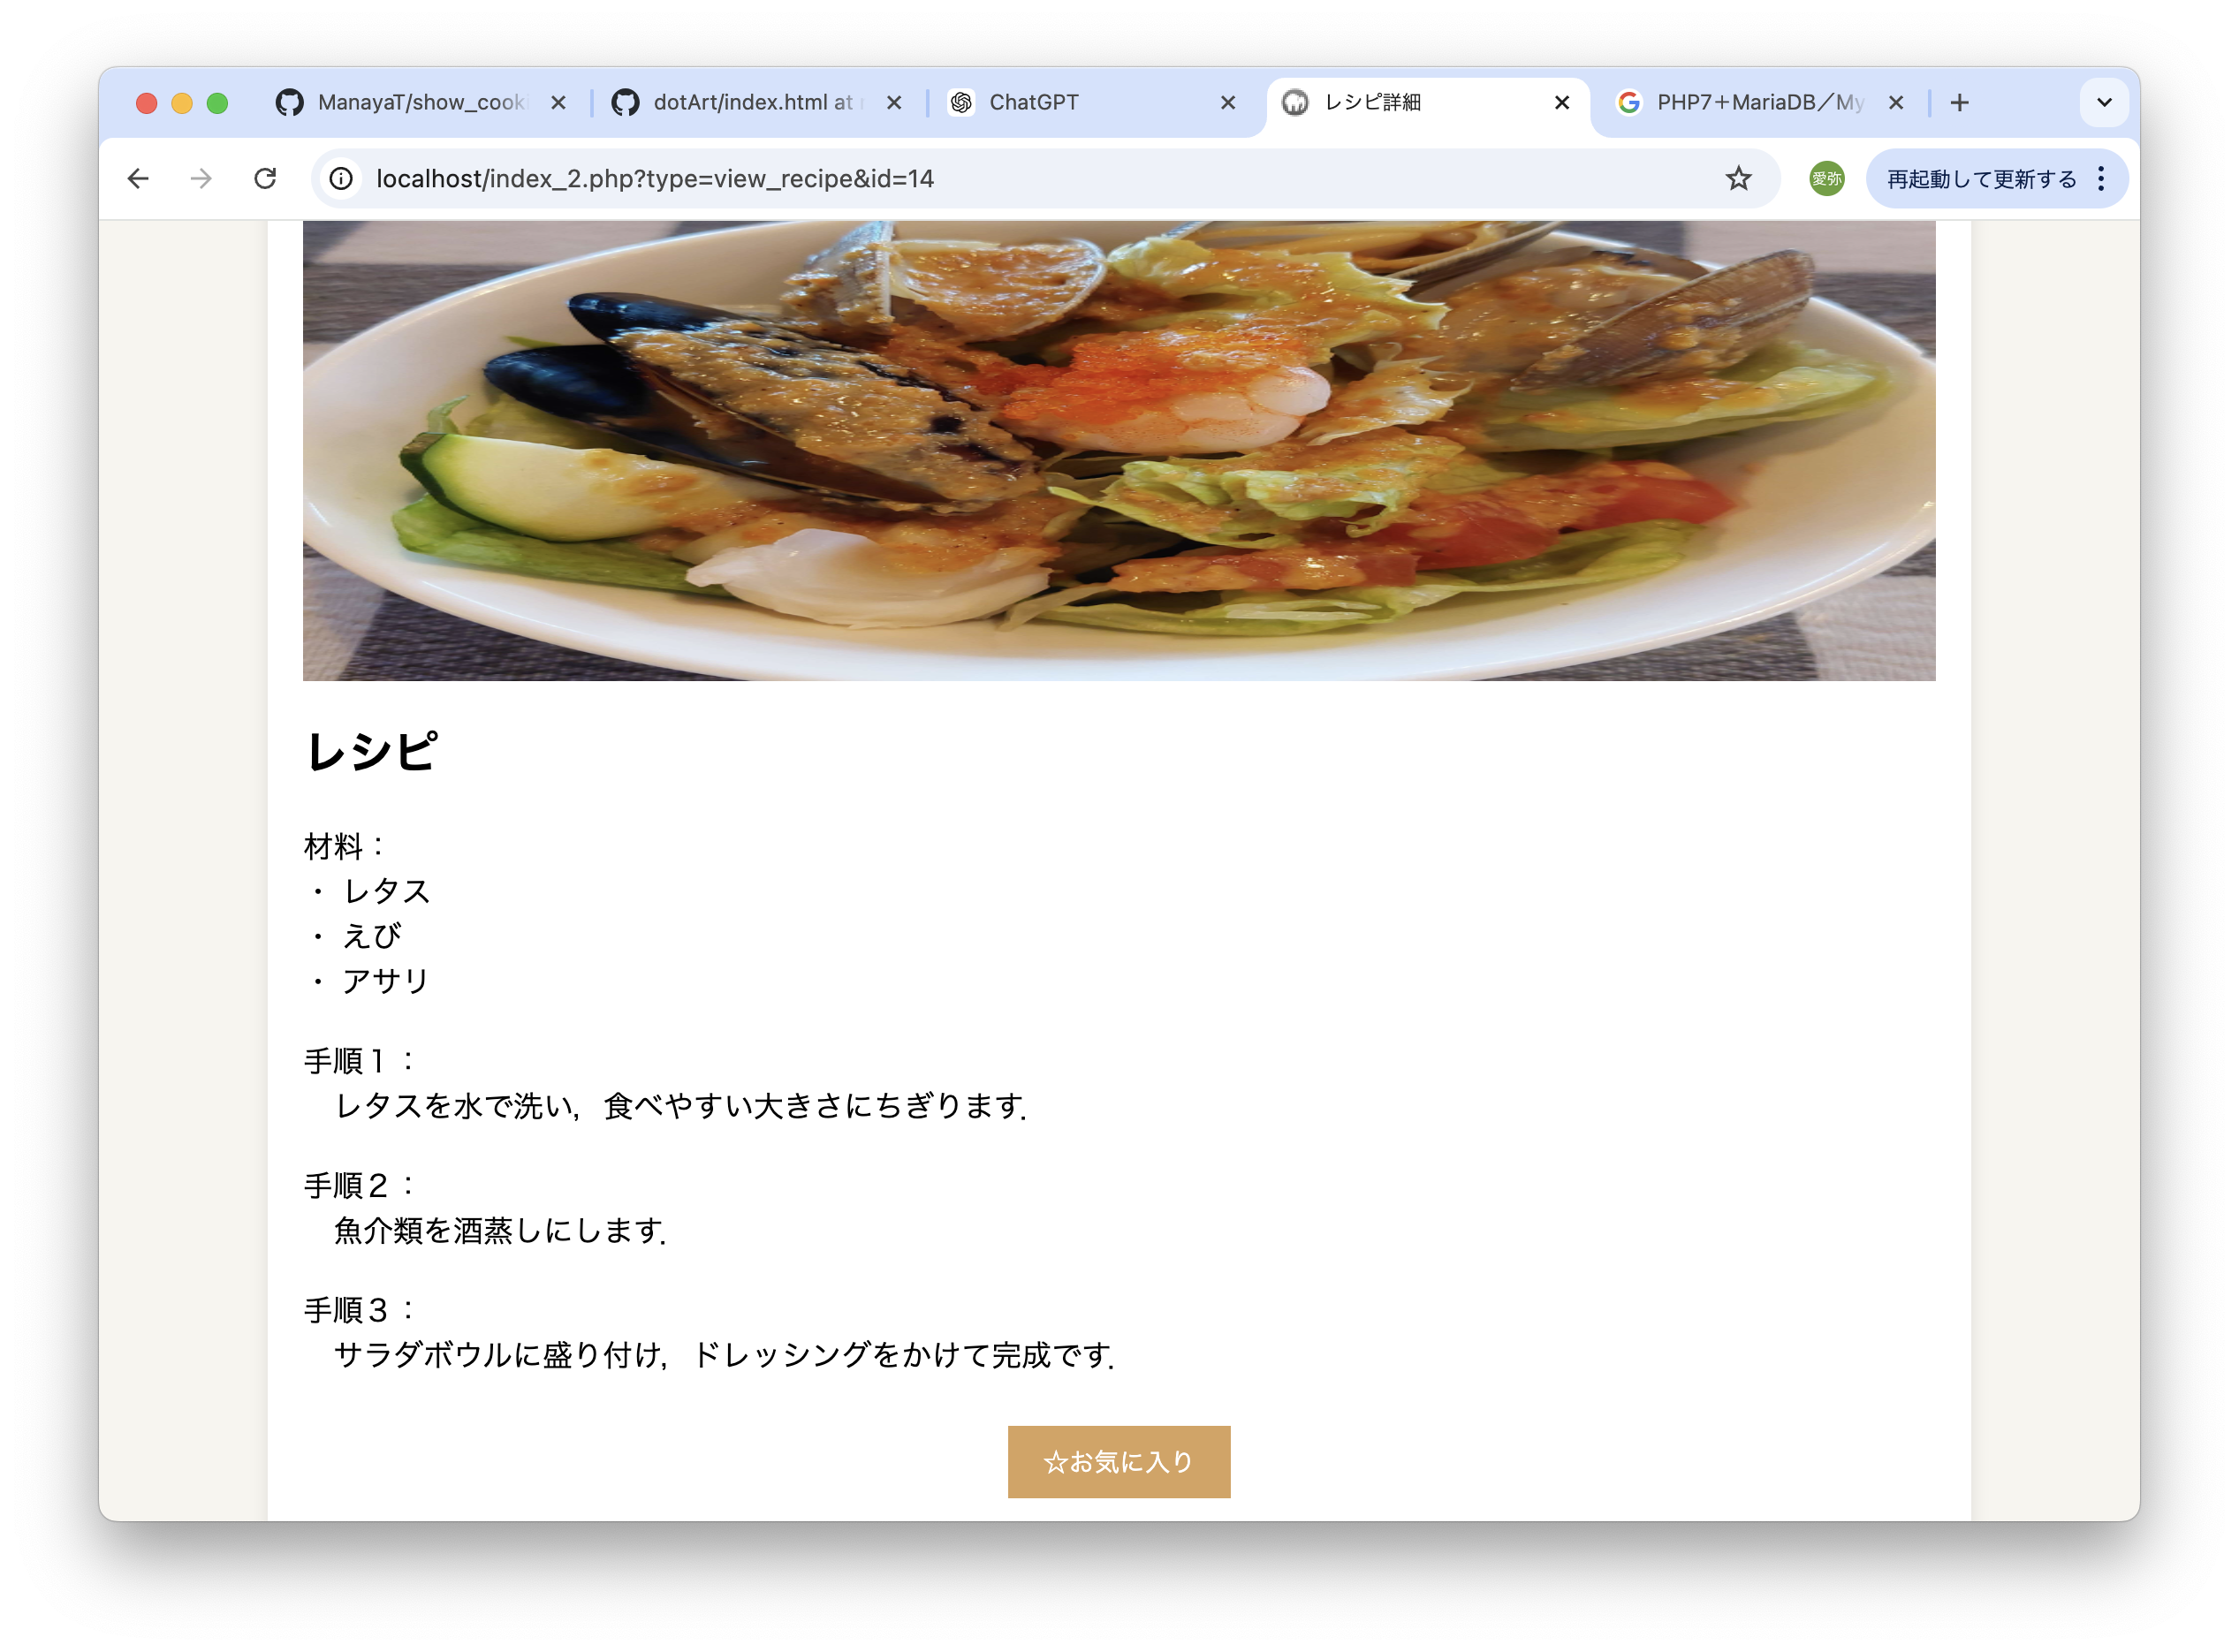 ManayaT/show_cook
dotArt/index.html at
ChatGPT
レシピ詳細
PHP7＋MariaDB／My
localhost/index_2.php?type=view_recipe&id=14
愛弥
再起動して更新する
レシピ
材料：
・ レタス
・ えび
・ アサリ
手順１：
　レタスを水で洗い，食べやすい大きさにちぎります．
手順２：
　魚介類を酒蒸しにします．
手順３：
　サラダボウルに盛り付け，ドレッシングをかけて完成です．
☆お気に入り